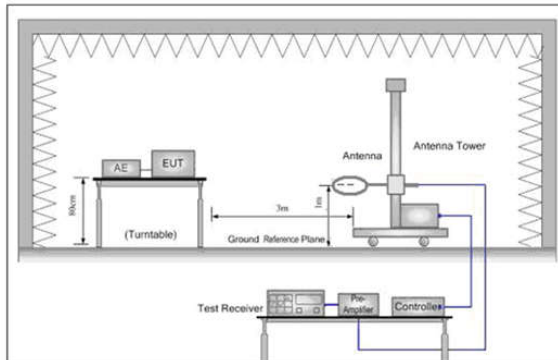 Antenna Tower
Antenna
EUT
AE
80cm
1m
3m
(Turntable)
Ground Reference Plane
Test Receiver
Pre-
Amplifier
Controller